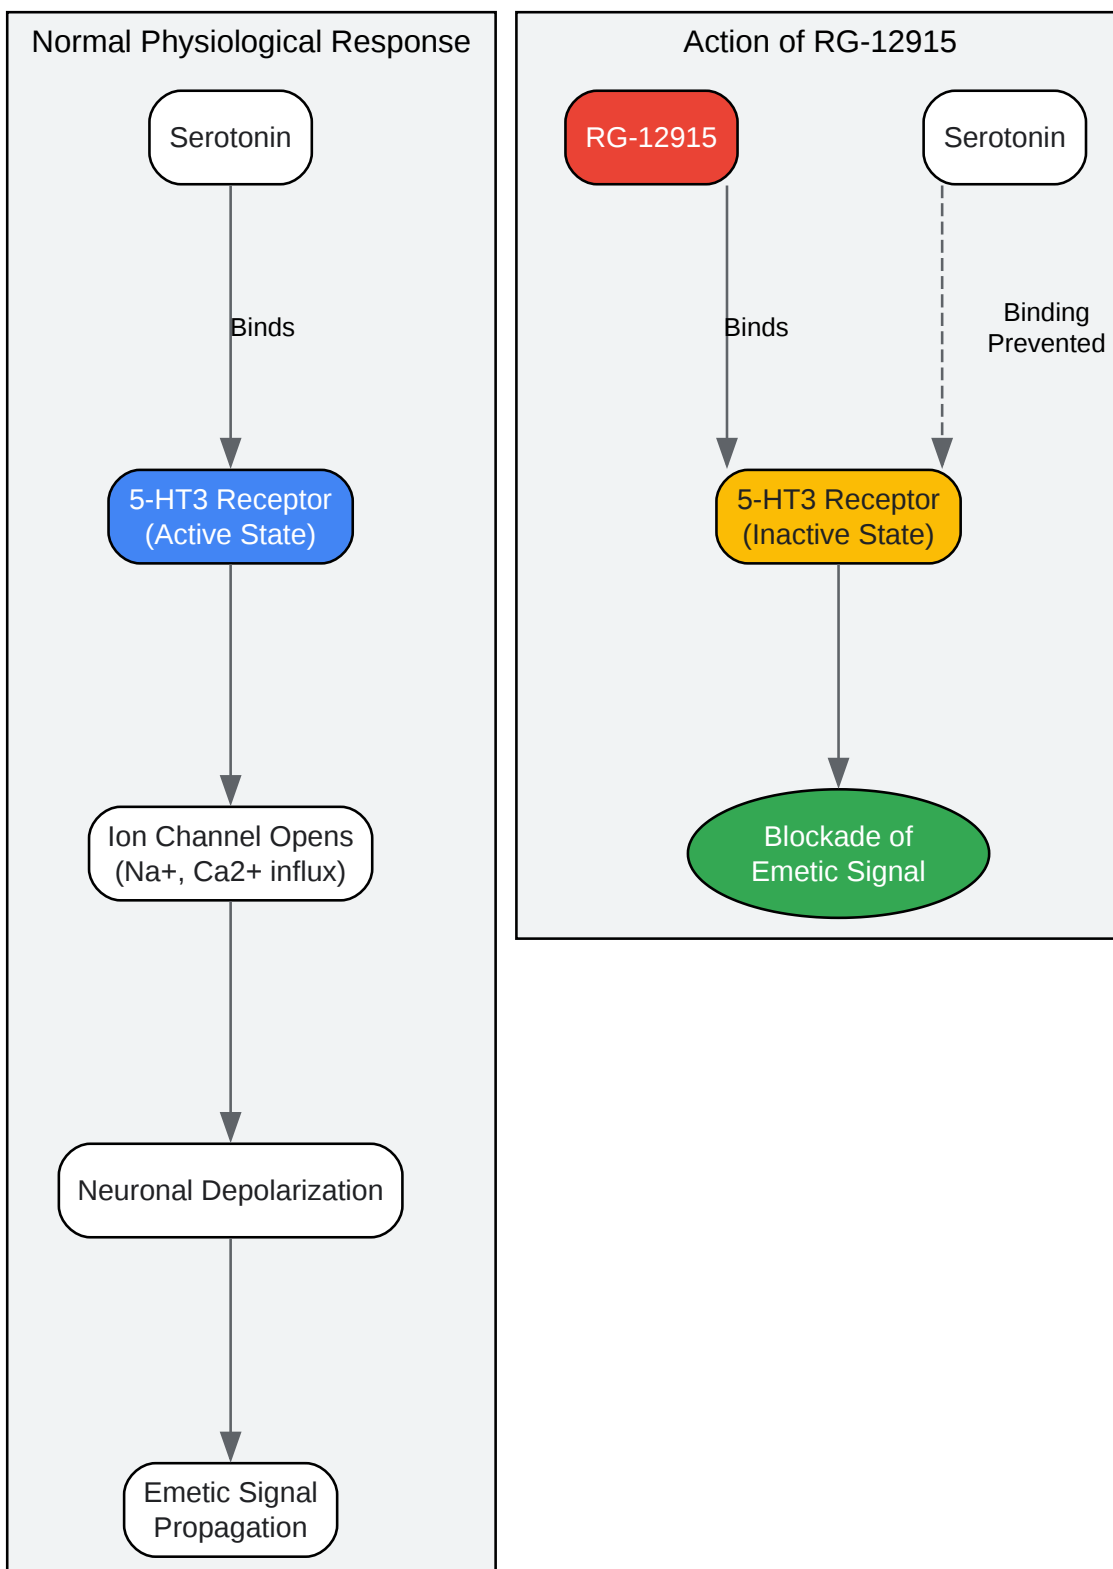 Normal Physiological Response
Serotonin
Binds
5-HT3 Receptor
(Active State)
Ion Channel Opens
(Na+, Ca2+ influx)
Neuronal Depolarization
Emetic Signal
Propagation
Action of RG-12915
RG-12915
Serotonin
Binds
Binding
Prevented
5-HT3 Receptor
(Inactive State)
Blockade of
Emetic Signal